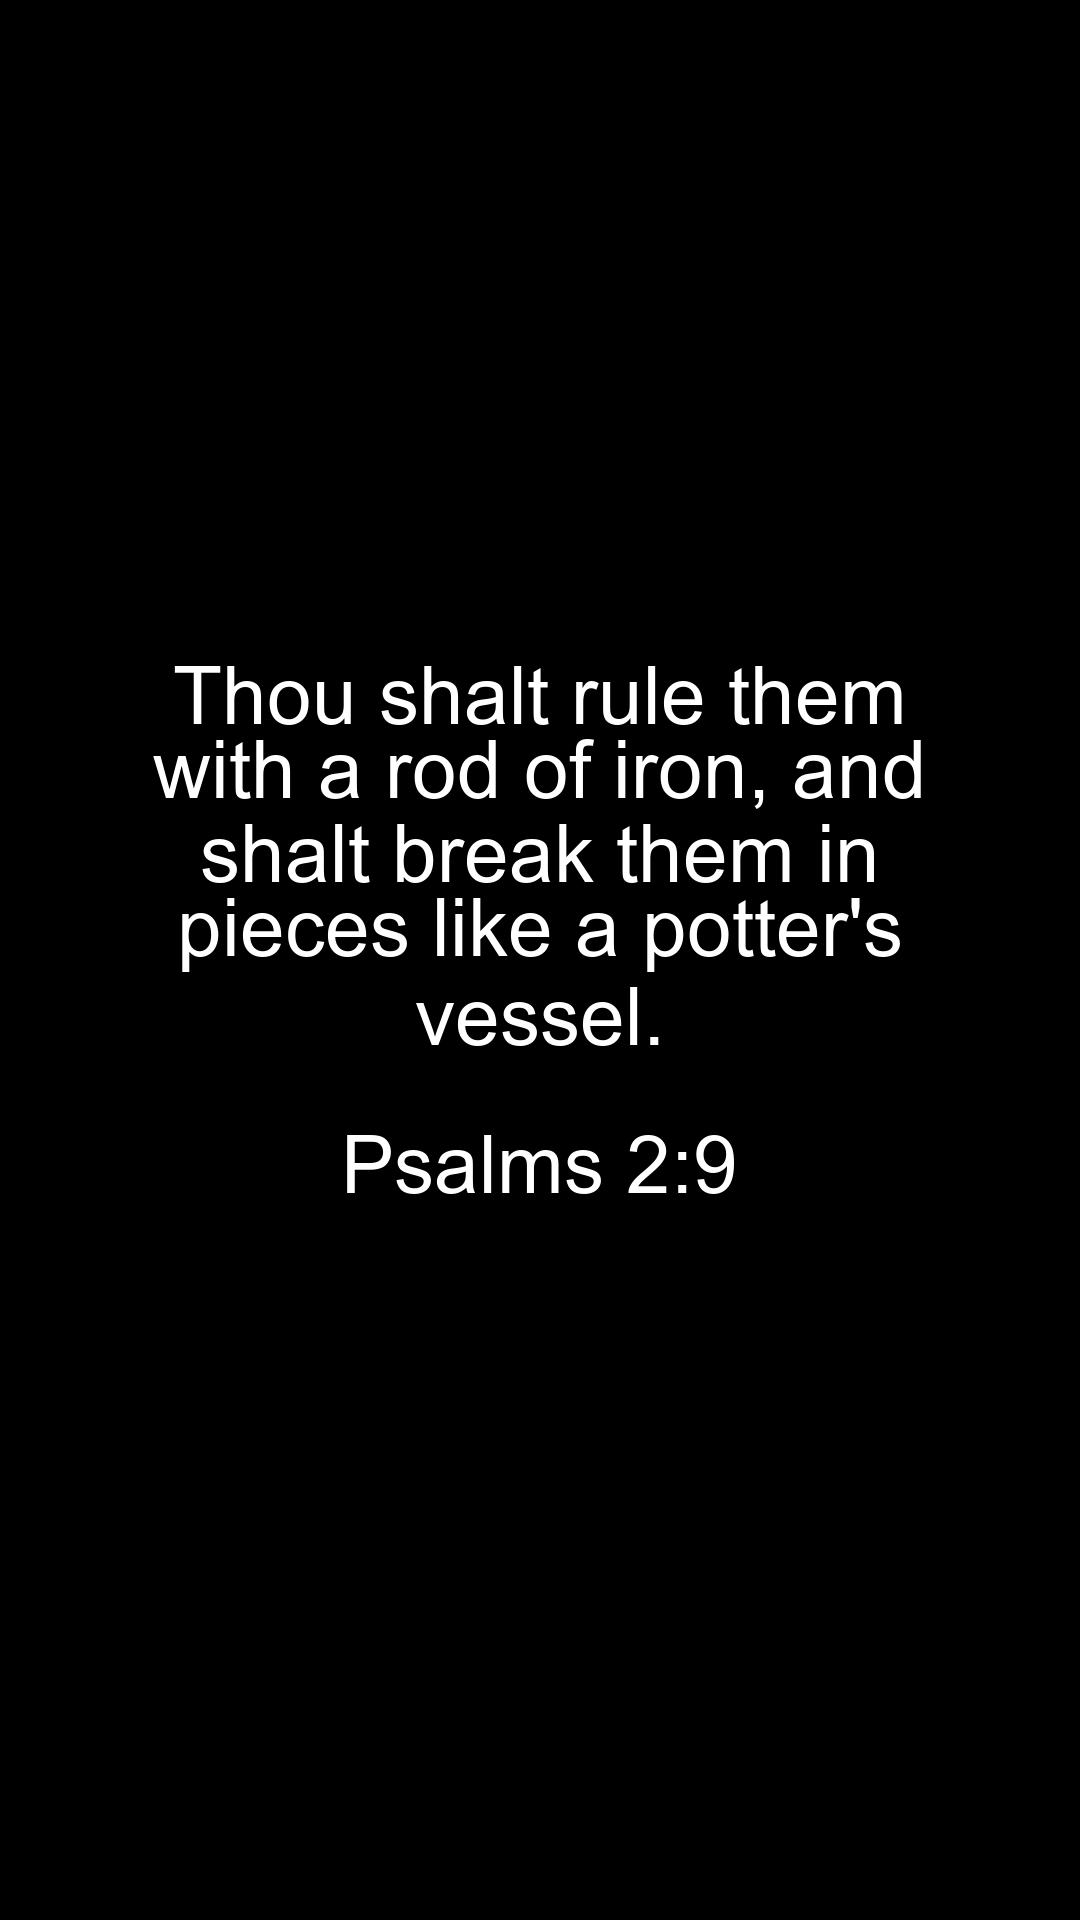 Thou shalt rule them
with a rod of iron, and
shalt break them in
pieces like a potter's
vessel.
Psalms 2:9